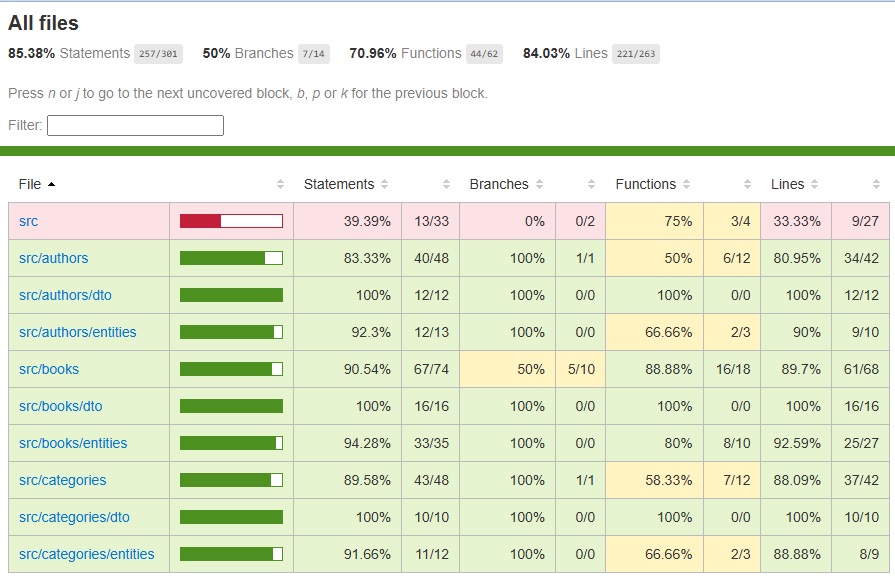 All files
85.38% Statements 257/301 50% Branches 7/14 70.96% Functions 44/62 84.03% Lines 221/263
Press n or j to go to the next uncovered block, b, p or k for the previous block.
Filter:
File Statements Branches Functions Lines
src 39.39% 13/33 0% 0/2 75% 3/4 33.33% 9/27
src/authors 83.33% 40/48 100% 1/1 50% 6/12 80.95% 34/42
src/authors/dto 100% 12/12 100% 0/0 100% 0/0 100% 12/12
src/authors/entities 92.3% 12/13 100% 0/0 66.66% 2/3 90% 9/10
src/books 90.54% 67/74 50% 5/10 88.88% 16/18 89.7% 61/68
src/books/dto 100% 16/16 100% 0/0 100% 0/0 100% 16/16
src/books/entities 94.28% 33/35 100% 0/0 80% 8/10 92.59% 25/27
src/categories 89.58% 43/48 100% 1/1 58.33% 7/12 88.09% 37/42
src/categories/dto 100% 10/10 100% 0/0 100% 0/0 100% 10/10
src/categories/entities 91.66% 11/12 100% 0/0 66.66% 2/3 88.88% 8/9